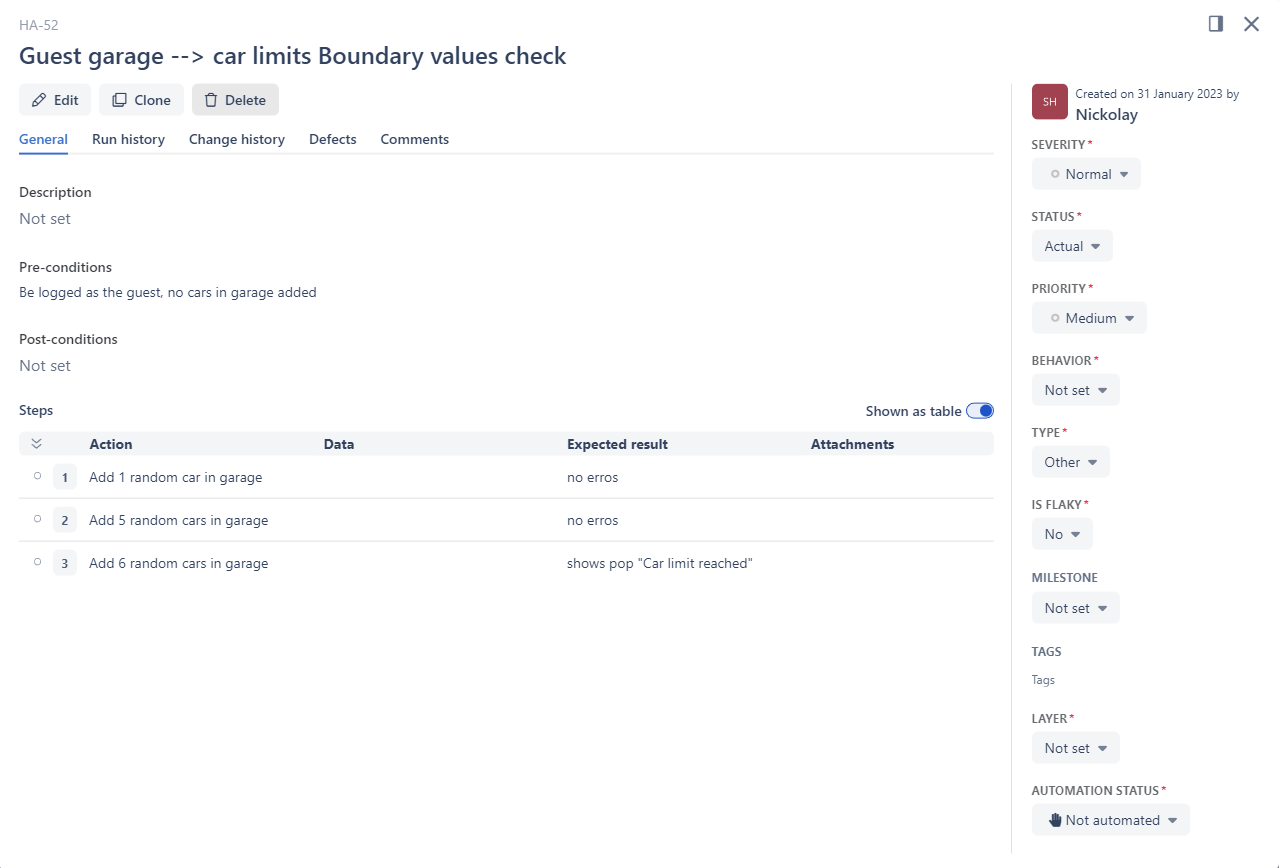 HA-52
Guest garage --> car limits Boundary values check
Edit Clone Delete
General Run history Change history Defects Comments
Description
Not set
Pre-conditions
Be logged as the guest, no cars in garage added
Post-conditions
Not set
Steps Shown as table
Action Data Expected result Attachments
1 Add 1 random car in garage no erros
2 Add 5 random cars in garage no erros
3 Add 6 random cars in garage shows pop "Car limit reached"
SH
Created on 31 January 2023 by
Nickolay
SEVERITY*
Normal
STATUS*
Actual
PRIORITY*
Medium
BEHAVIOR*
Not set
TYPE*
Other
IS FLAKY*
No
MILESTONE
Not set
TAGS
Tags
LAYER*
Not set
AUTOMATION STATUS*
Not automated